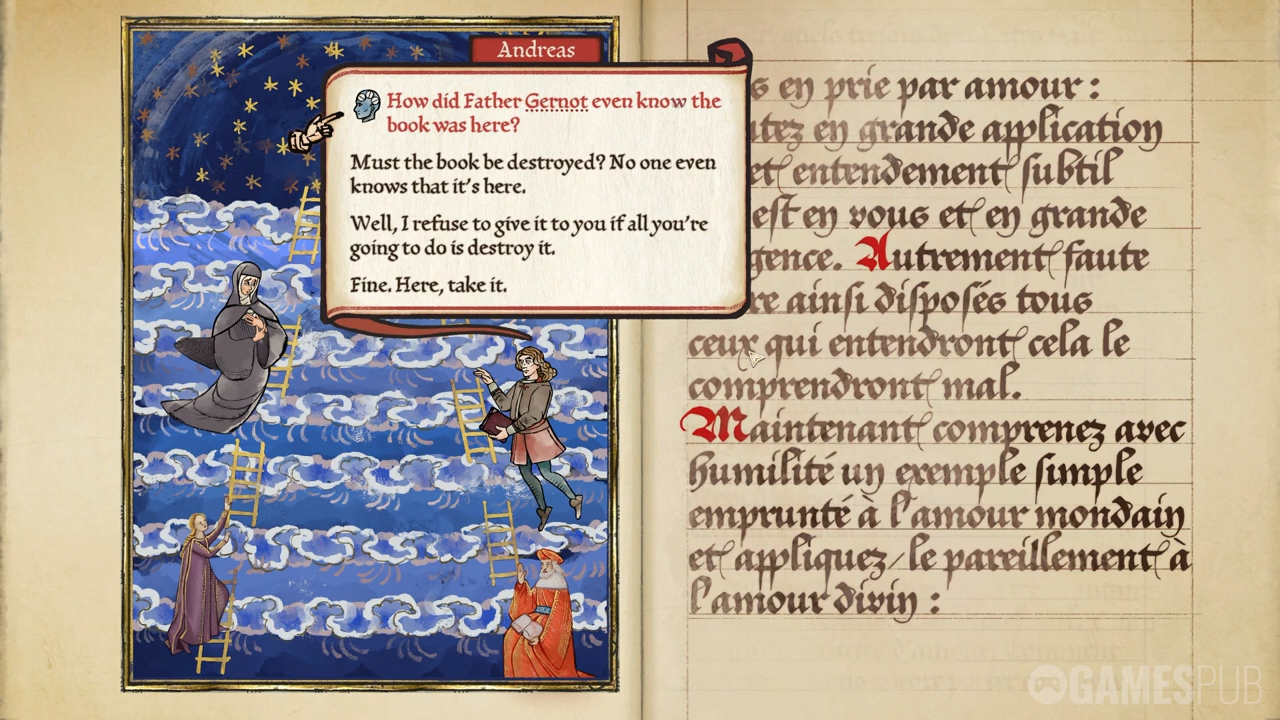 Andreas
How did Father Gernot even know the
book was here?
Must the book be destroyed? No one even
knows that it's here.
Well, I refuse to give it to you if all you're
going to do is destroy it.
Fine. Here, take it.
en prie par amour :
en grande application
et entendement subtil
est en vous et en grande
Autrement faute
ainsi disposés tous
ceux qui entendront cela le
comprendront mal.
Maintenant comprenez avec
humilité un exemple simple
emprunté à l'amour mondain
et appliquez-le pareillement à
l'amour divin :
GAMESPUB